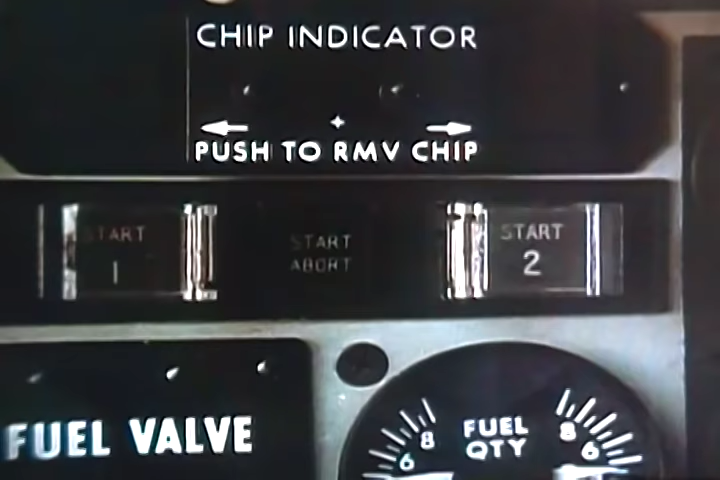 CHIP INDICATOR
PUSH TO RMV CHIP
START
1
START
ABORT
START
2
FUEL VALVE
FUEL
QTY
8
6
8
6